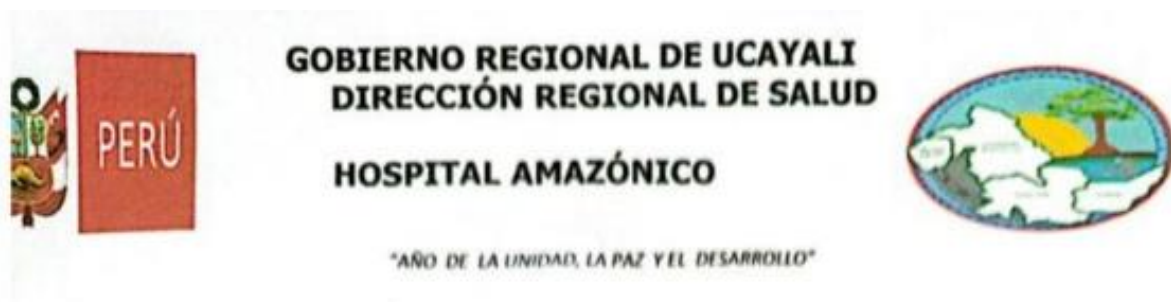 GOBIERNO REGIONAL DE UCAYALI
DIRECCIÓN REGIONAL DE SALUD
PERÚ
HOSPITAL AMAZÓNICO
"AÑO DE LA UNIDAD, LA PAZ Y EL DESARROLLO"